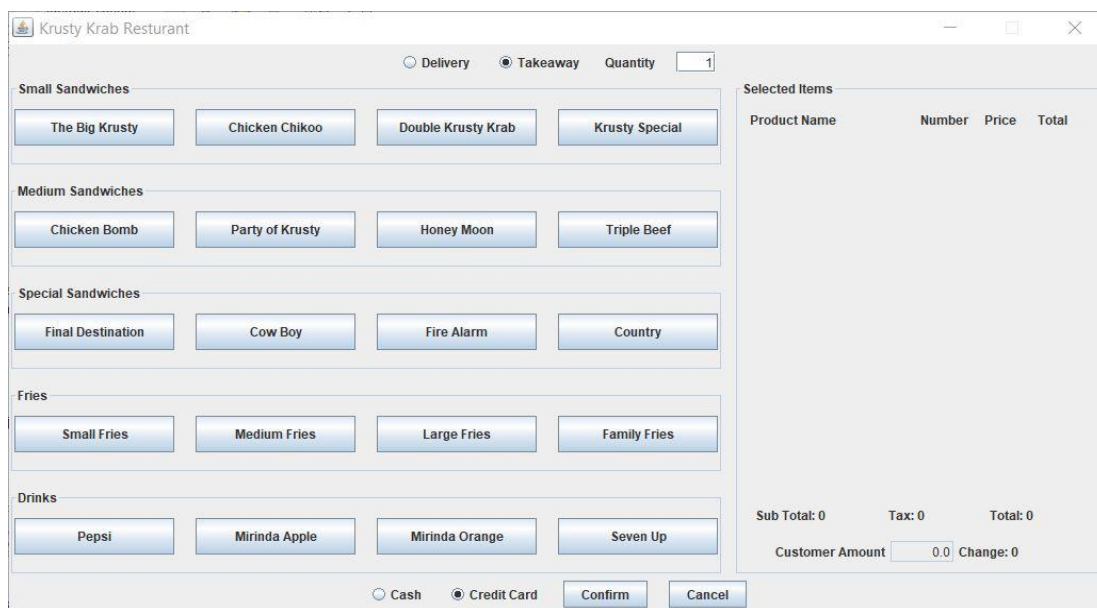 Krusty Krab Resturant
Delivery Takeaway Quantity 1
Small Sandwiches
The Big Krusty Chicken Chikoo Double Krusty Krab Krusty Special
Medium Sandwiches
Chicken Bomb Party of Krusty Honey Moon Triple Beef
Special Sandwiches
Final Destination Cow Boy Fire Alarm Country
Fries
Small Fries Medium Fries Large Fries Family Fries
Drinks
Pepsi Mirinda Apple Mirinda Orange Seven Up
Selected Items
Product Name Number Price Total
Sub Total: 0 Tax: 0 Total: 0
Customer Amount 0.0 Change: 0
Cash Credit Card Confirm Cancel